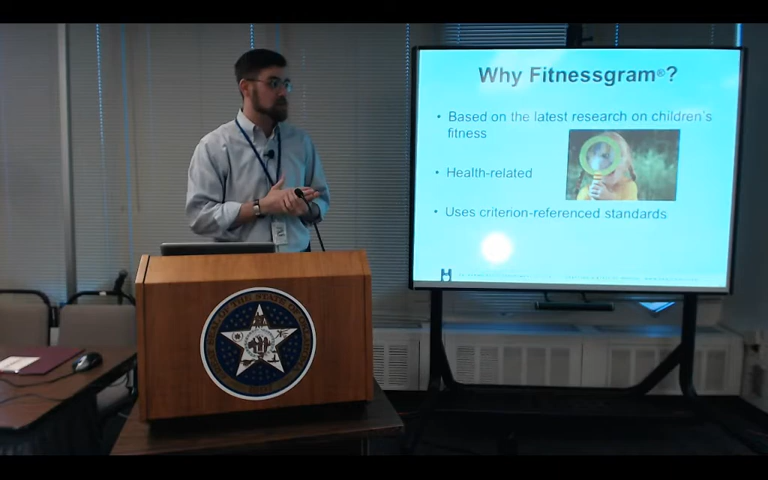 Why Fitnessgram®?
• Based on the latest research on children's
fitness
• Health-related
• Uses criterion-referenced standards